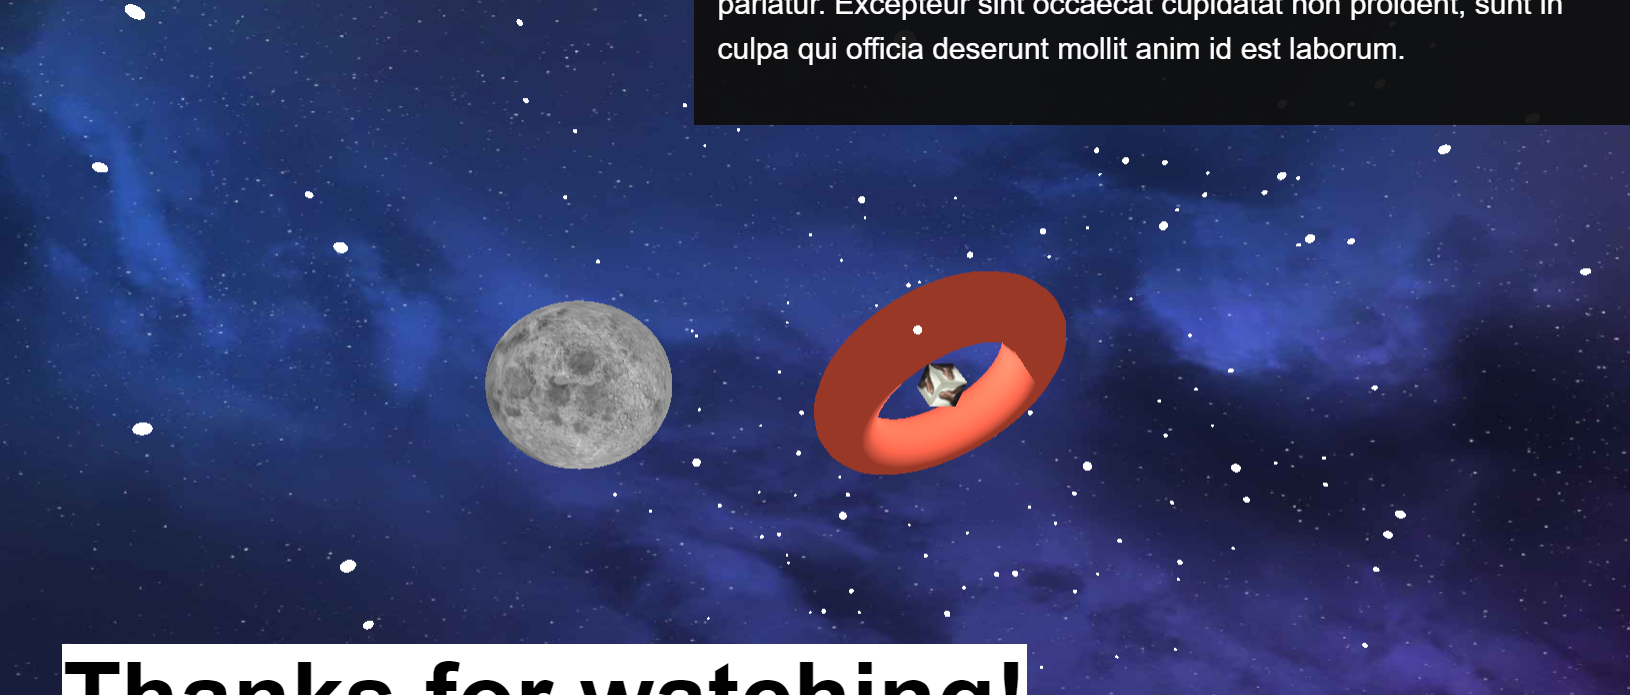 pariatur. Excepteur sint occaecat cupidatat non proident, sunt in
culpa qui officia deserunt mollit anim id est laborum.
Thanks for watching!